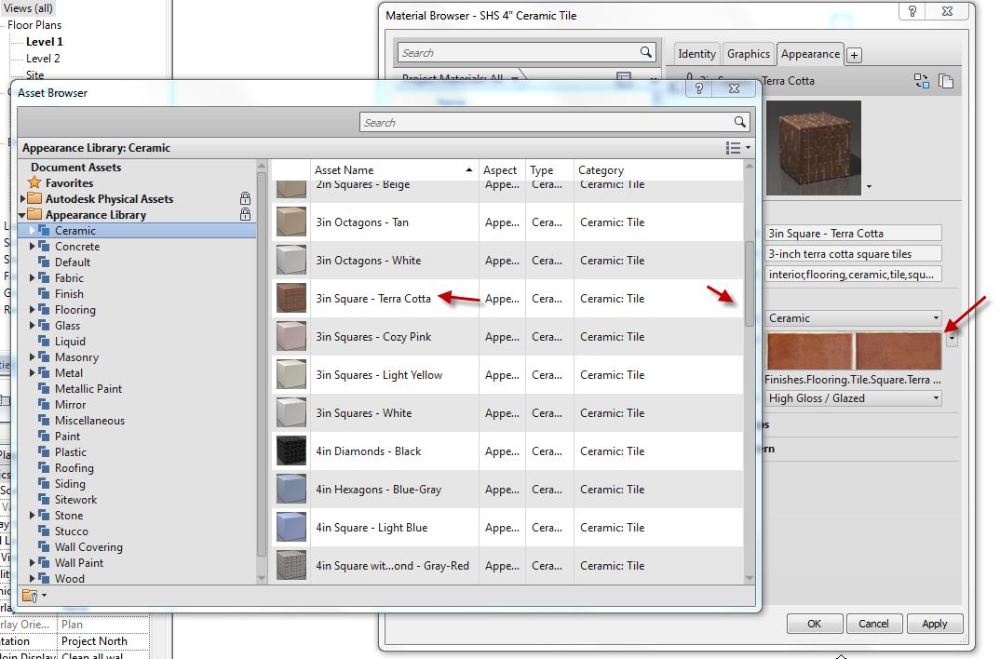 Views (all)
Floor Plans
Level 1
Level 2
Site
Material Browser - SHS 4" Ceramic Tile
Search
Project Materials: All
Identity
Graphics
Appearance
Terra Cotta
3in Square - Terra Cotta
3-inch terra cotta square tiles
interior,flooring,ceramic,tile,squ...
Ceramic
Finishes.Flooring.Tile.Square.Terra ...
High Gloss / Glazed
OK
Cancel
Apply
Asset Browser
Search
Appearance Library: Ceramic
Document Assets
Favorites
Autodesk Physical Assets
Appearance Library
Ceramic
Concrete
Default
Fabric
Finish
Flooring
Glass
Liquid
Masonry
Metal
Metallic Paint
Mirror
Miscellaneous
Paint
Plastic
Roofing
Siding
Sitework
Stone
Stucco
Wall Covering
Wall Paint
Wood
Asset Name Aspect Type Category
2in Squares - Beige Appe... Cera... Ceramic: Tile
3in Octagons - Tan Appe... Cera... Ceramic: Tile
3in Octagons - White Appe... Cera... Ceramic: Tile
3in Square - Terra Cotta Appe... Cera... Ceramic: Tile
3in Squares - Cozy Pink Appe... Cera... Ceramic: Tile
3in Squares - Light Yellow Appe... Cera... Ceramic: Tile
3in Squares - White Appe... Cera... Ceramic: Tile
4in Diamonds - Black Appe... Cera... Ceramic: Tile
4in Hexagons - Blue-Gray Appe... Cera... Ceramic: Tile
4in Square - Light Blue Appe... Cera... Ceramic: Tile
4in Square wit...ond - Gray-Red Appe... Cera... Ceramic: Tile
rlay Orie... Plan
ntation Project North
Join Display Clean all wal